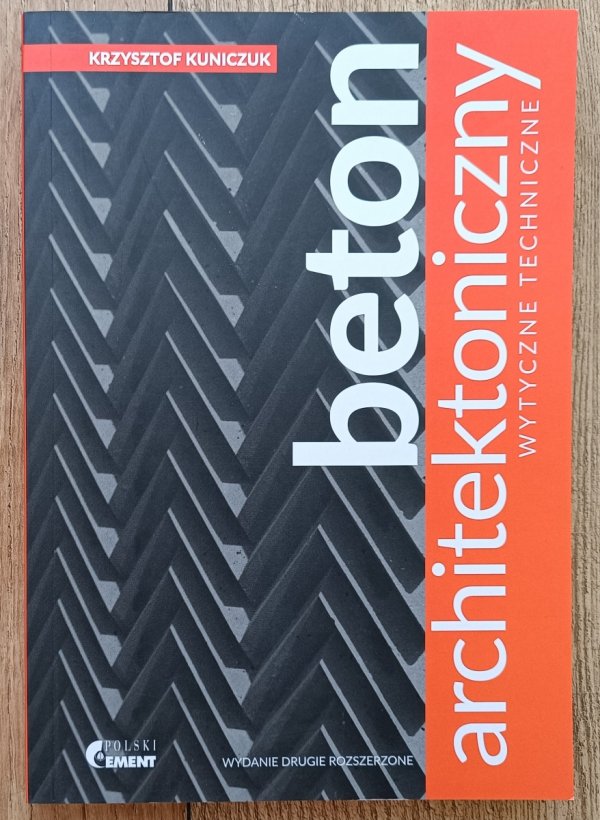 KRZYSZTOF KUNICZUK
beton
architektoniczny
WYTYCZNE TECHNICZNE
POLSKI
CEMENT
WYDANIE DRUGIE ROZSZERZONE